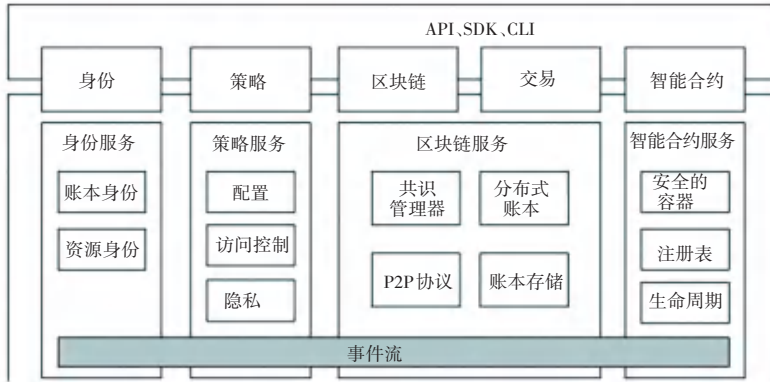 API、SDK、CLI
身份
策略
区块链
交易
智能合约
身份服务
账本身份
资源身份
策略服务
配置
访问控制
隐私
区块链服务
共识
管理器
分布式
账本
P2P协议
账本存储
智能合约服务
安全的
容器
注册表
生命周期
事件流